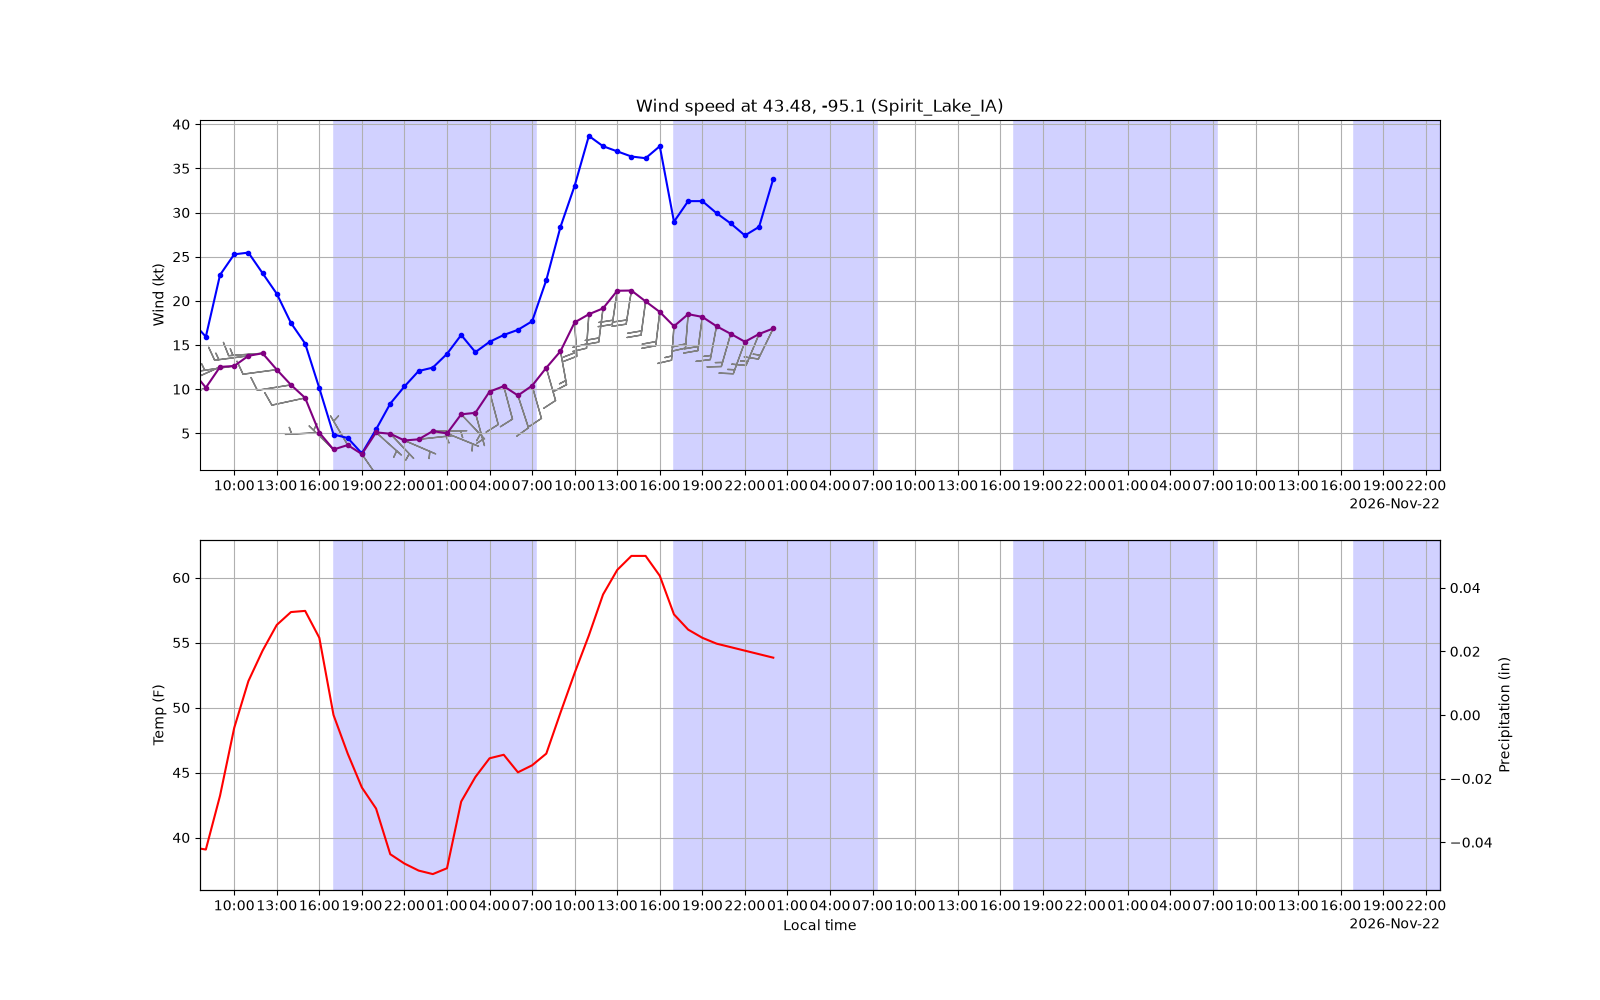 Wind speed at 43.48, -95.1 (Spirit_Lake_IA)
40
35
30
25
20
15
10
5
Wind (kt)
10:00 13:00 16:00 19:00 22:00 01:00 04:00 07:00 10:00 13:00 16:00 19:00 22:00 01:00 04:00 07:00 10:00 13:00 16:00 19:00 22:00 01:00 04:00 07:00 10:00 13:00 16:00 19:00 22:00
2026-Nov-22
60
55
50
45
40
Temp (F)
0.04
0.02
0.00
−0.02
−0.04
Precipitation (in)
10:00 13:00 16:00 19:00 22:00 01:00 04:00 07:00 10:00 13:00 16:00 19:00 22:00 01:00 04:00 07:00 10:00 13:00 16:00 19:00 22:00 01:00 04:00 07:00 10:00 13:00 16:00 19:00 22:00
Local time
2026-Nov-22